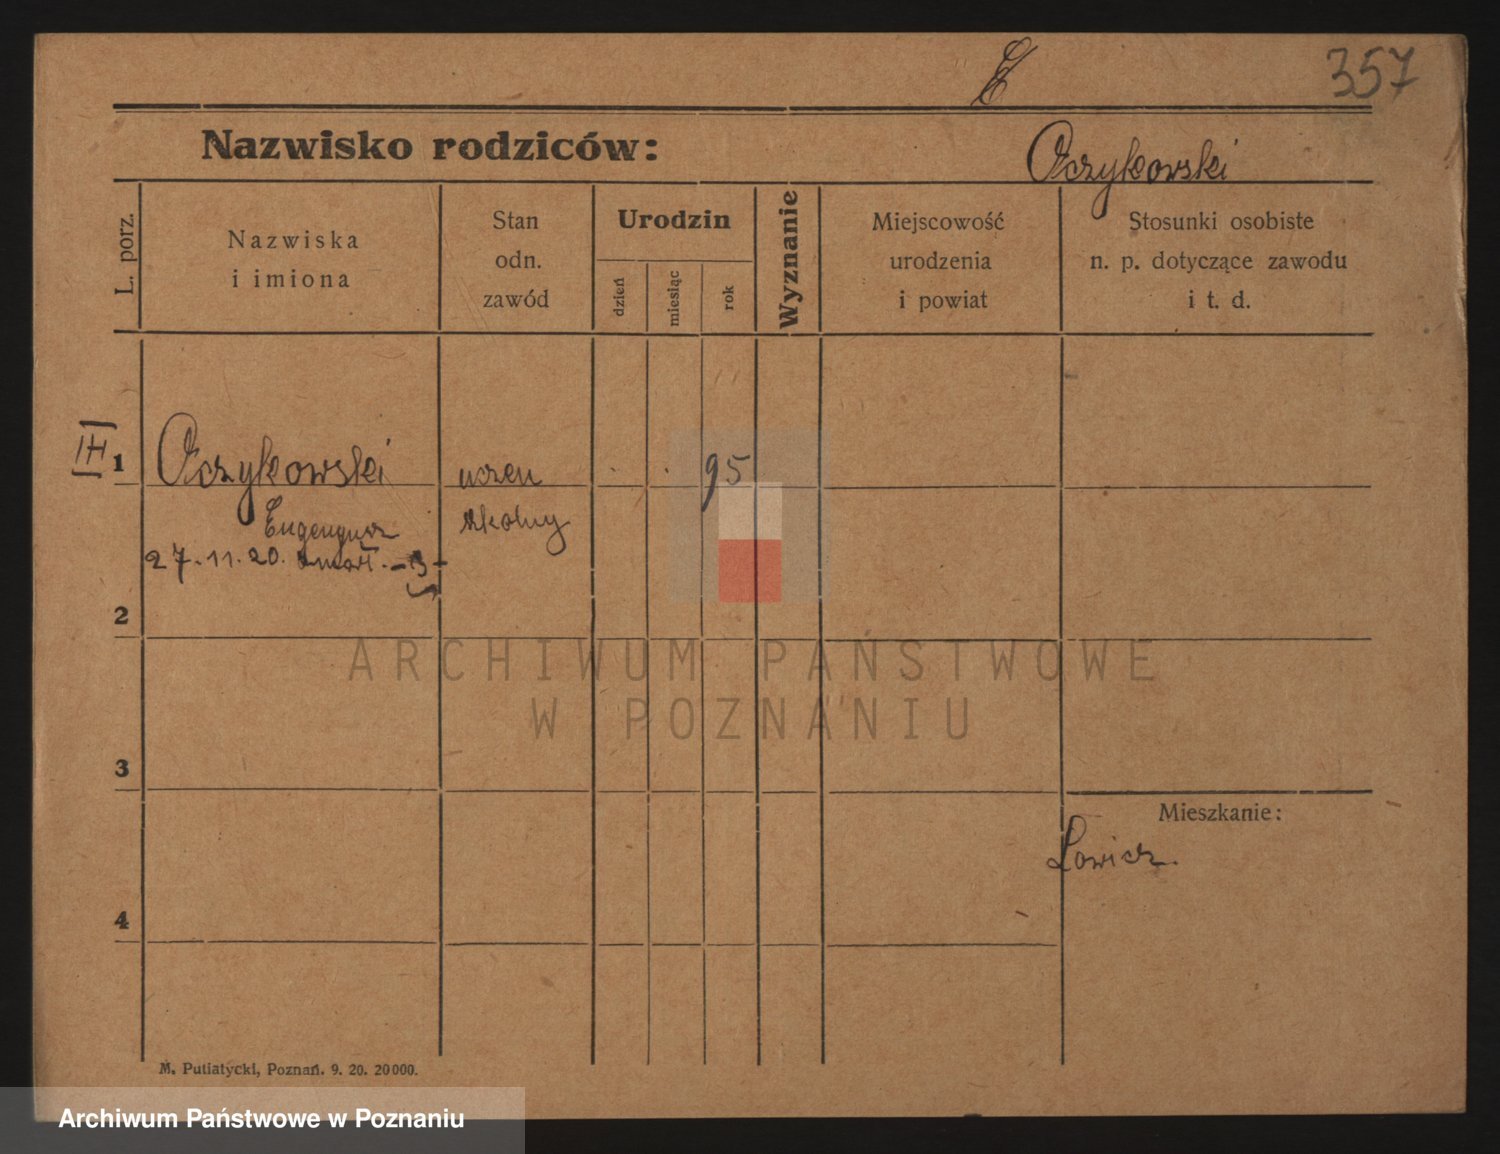 E
357
Nazwisko rodziców: Oczykowski
L. porz.
Nazwiska
i imiona
Stan
odn.
zawód
Urodzin
dzień
miesiąc
rok
Wyznanie
Miejscowość
urodzenia
i powiat
Stosunki osobiste
n. p. dotyczące zawodu
i t. d.
1 Oczykowski uczeń 95
Eugenyusz szkolny
27.11.20. zmarł.
2
3
4
Mieszkanie:
Łowicz.
M. Putiatycki, Poznań. 9. 20. 20000.
ARCHIWUM PAŃSTWOWE
W POZNANIU
Archiwum Państwowe w Poznaniu